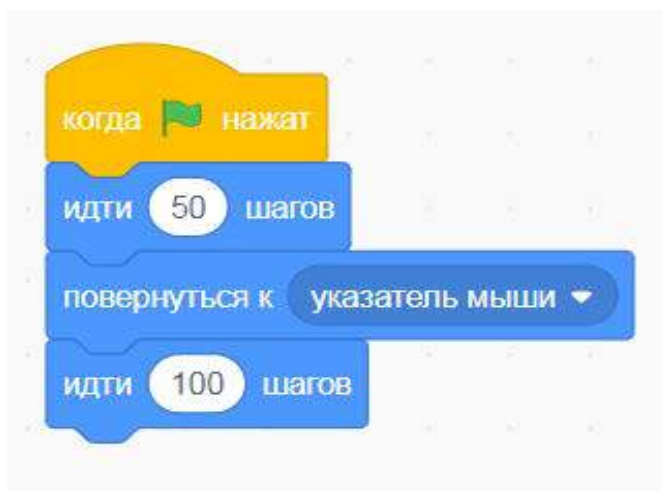 когда нажат
идти 50 шагов
повернуться к указатель мыши
идти 100 шагов